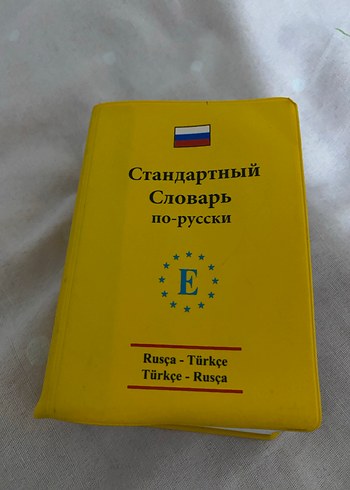 Стандартный
Словарь
по-русски
E
Rusça - Türkçe
Türkçe - Rusça